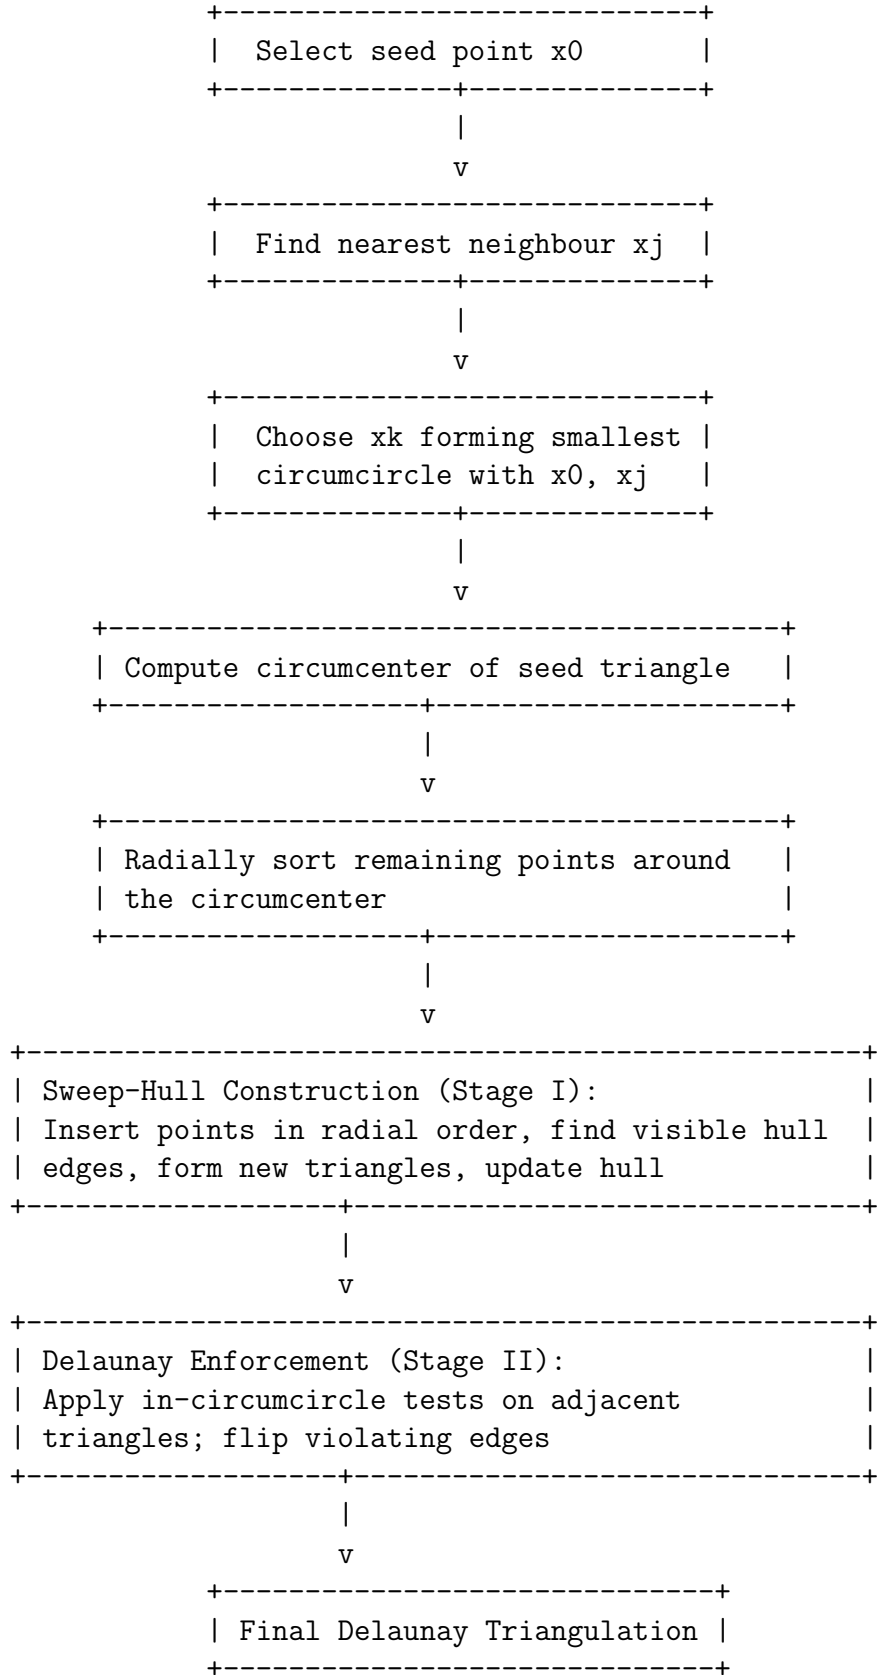 Select seed point x0
v
Find nearest neighbour xj
v
Choose xk forming smallest
circumcircle with x0, xj
v
Compute circumcenter of seed triangle
v
Radially sort remaining points around
the circumcenter
v
Sweep-Hull Construction (Stage I):
Insert points in radial order, find visible hull
edges, form new triangles, update hull
v
Delaunay Enforcement (Stage II):
Apply in-circumcircle tests on adjacent
triangles; flip violating edges
v
Final Delaunay Triangulation